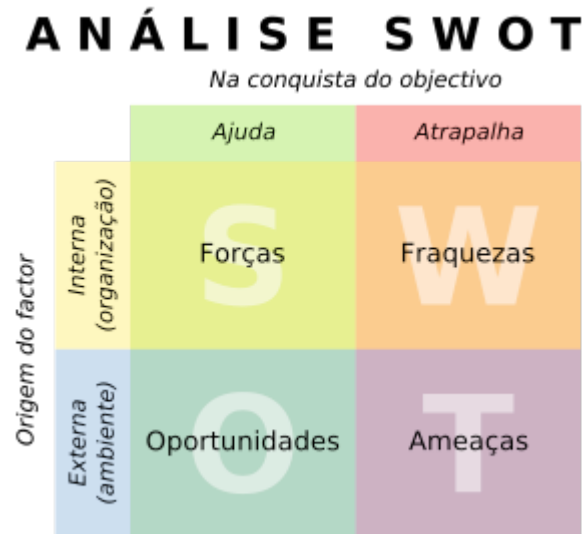 ANÁLISE SWOT
Na conquista do objectivo
Ajuda
Atrapalha
Origem do factor
Interna
(organização)
S
Forças
W
Fraquezas
Externa
(ambiente)
O
Oportunidades
T
Ameaças